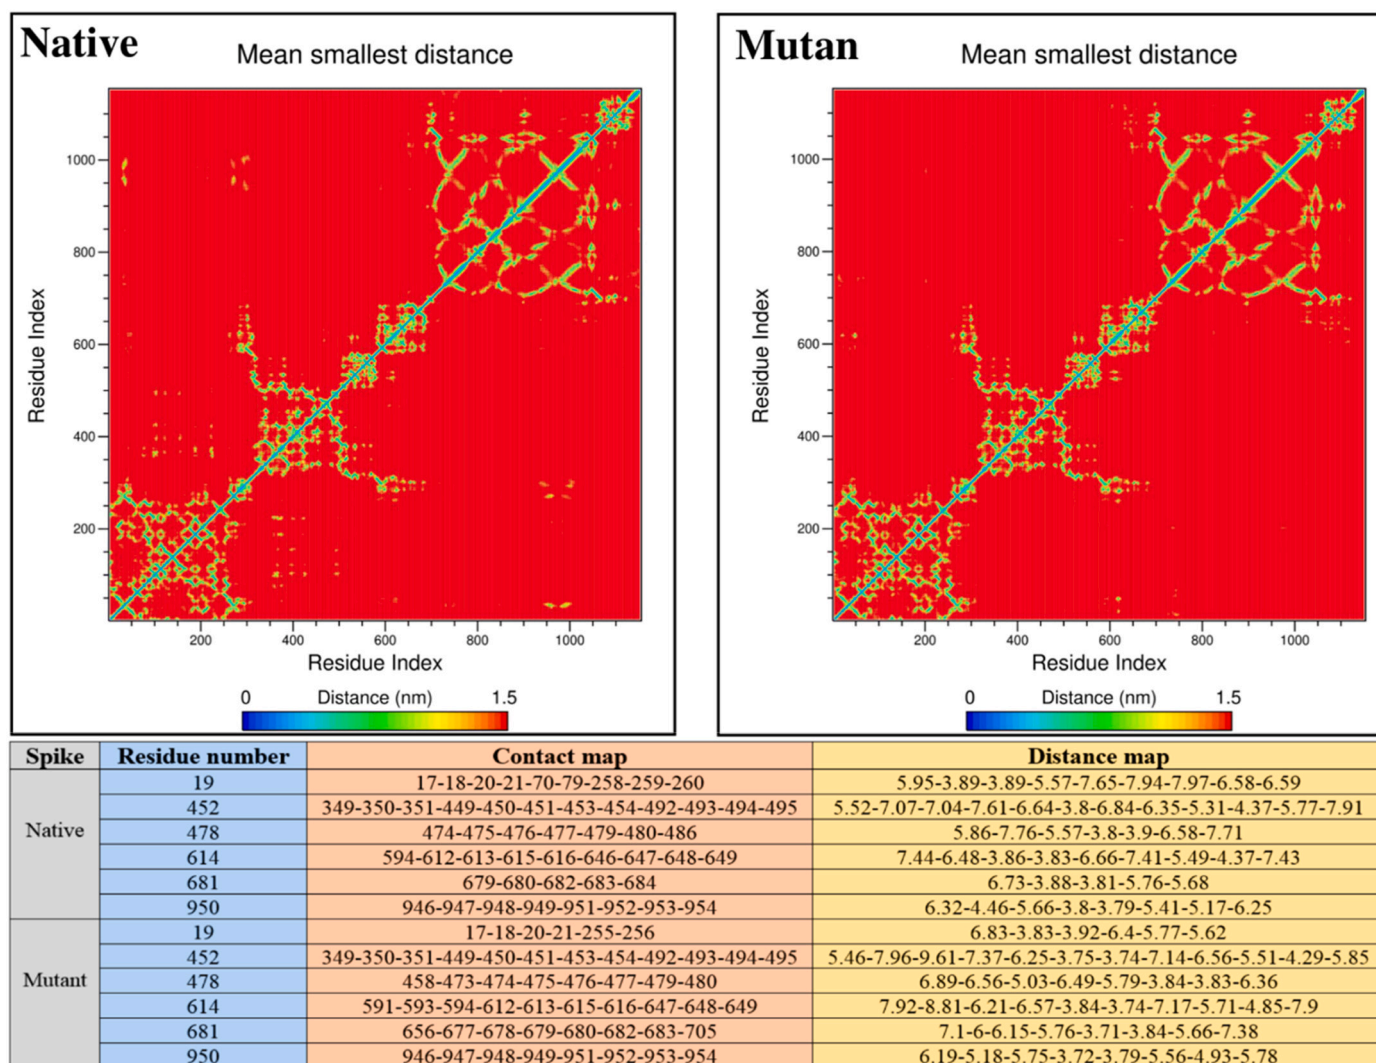 Native
Mean smallest distance
Residue Index
1000
800
600
400
200
200 400 600 800 1000
Residue Index
0 Distance (nm) 1.5
Mutan
Mean smallest distance
Residue Index
1000
800
600
400
200
200 400 600 800 1000
Residue Index
0 Distance (nm) 1.5
Spike Residue number Contact map Distance map
Native
19 17-18-20-21-70-79-258-259-260 5.95-3.89-3.89-5.57-7.65-7.94-7.97-6.58-6.59
452 349-350-351-449-450-451-453-454-492-493-494-495 5.52-7.07-7.04-7.61-6.64-3.8-6.84-6.35-5.31-4.37-5.77-7.91
478 474-475-476-477-479-480-486 5.86-7.76-5.57-3.8-3.9-6.58-7.71
614 594-612-613-615-616-646-647-648-649 7.44-6.48-3.86-3.83-6.66-7.41-5.49-4.37-7.43
681 679-680-682-683-684 6.73-3.88-3.81-5.76-5.68
950 946-947-948-949-951-952-953-954 6.32-4.46-5.66-3.8-3.79-5.41-5.17-6.25
Mutant
19 17-18-20-21-255-256 6.83-3.83-3.92-6.4-5.77-5.62
452 349-350-351-449-450-451-453-454-492-493-494-495 5.46-7.96-9.61-7.37-6.25-3.75-3.74-7.14-6.56-5.51-4.29-5.85
478 458-473-474-475-476-477-479-480 6.89-6.56-5.03-6.49-5.79-3.84-3.83-6.36
614 591-593-594-612-613-615-616-647-648-649 7.92-8.81-6.21-6.57-3.84-3.74-7.17-5.71-4.85-7.9
681 656-677-678-679-680-682-683-705 7.1-6-6.15-5.76-3.71-3.84-5.66-7.38
950 946-947-948-949-951-952-953-954 6.19-5.18-5.75-3.72-3.79-5.56-4.93-5.78